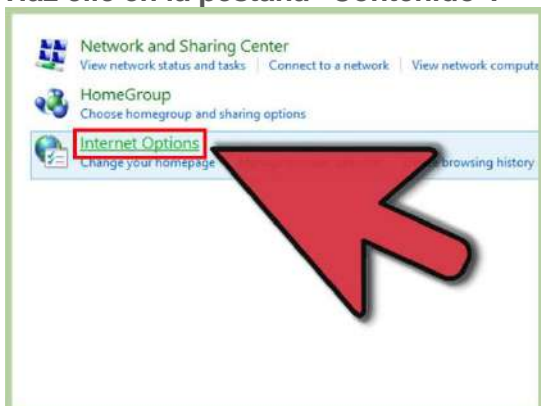 Haz clic en la pestaña "Contenido".
Network and Sharing Center
View network status and tasks | Connect to a network | View network compute
HomeGroup
Choose homegroup and sharing options
Internet Options
Change your homepage browsing history